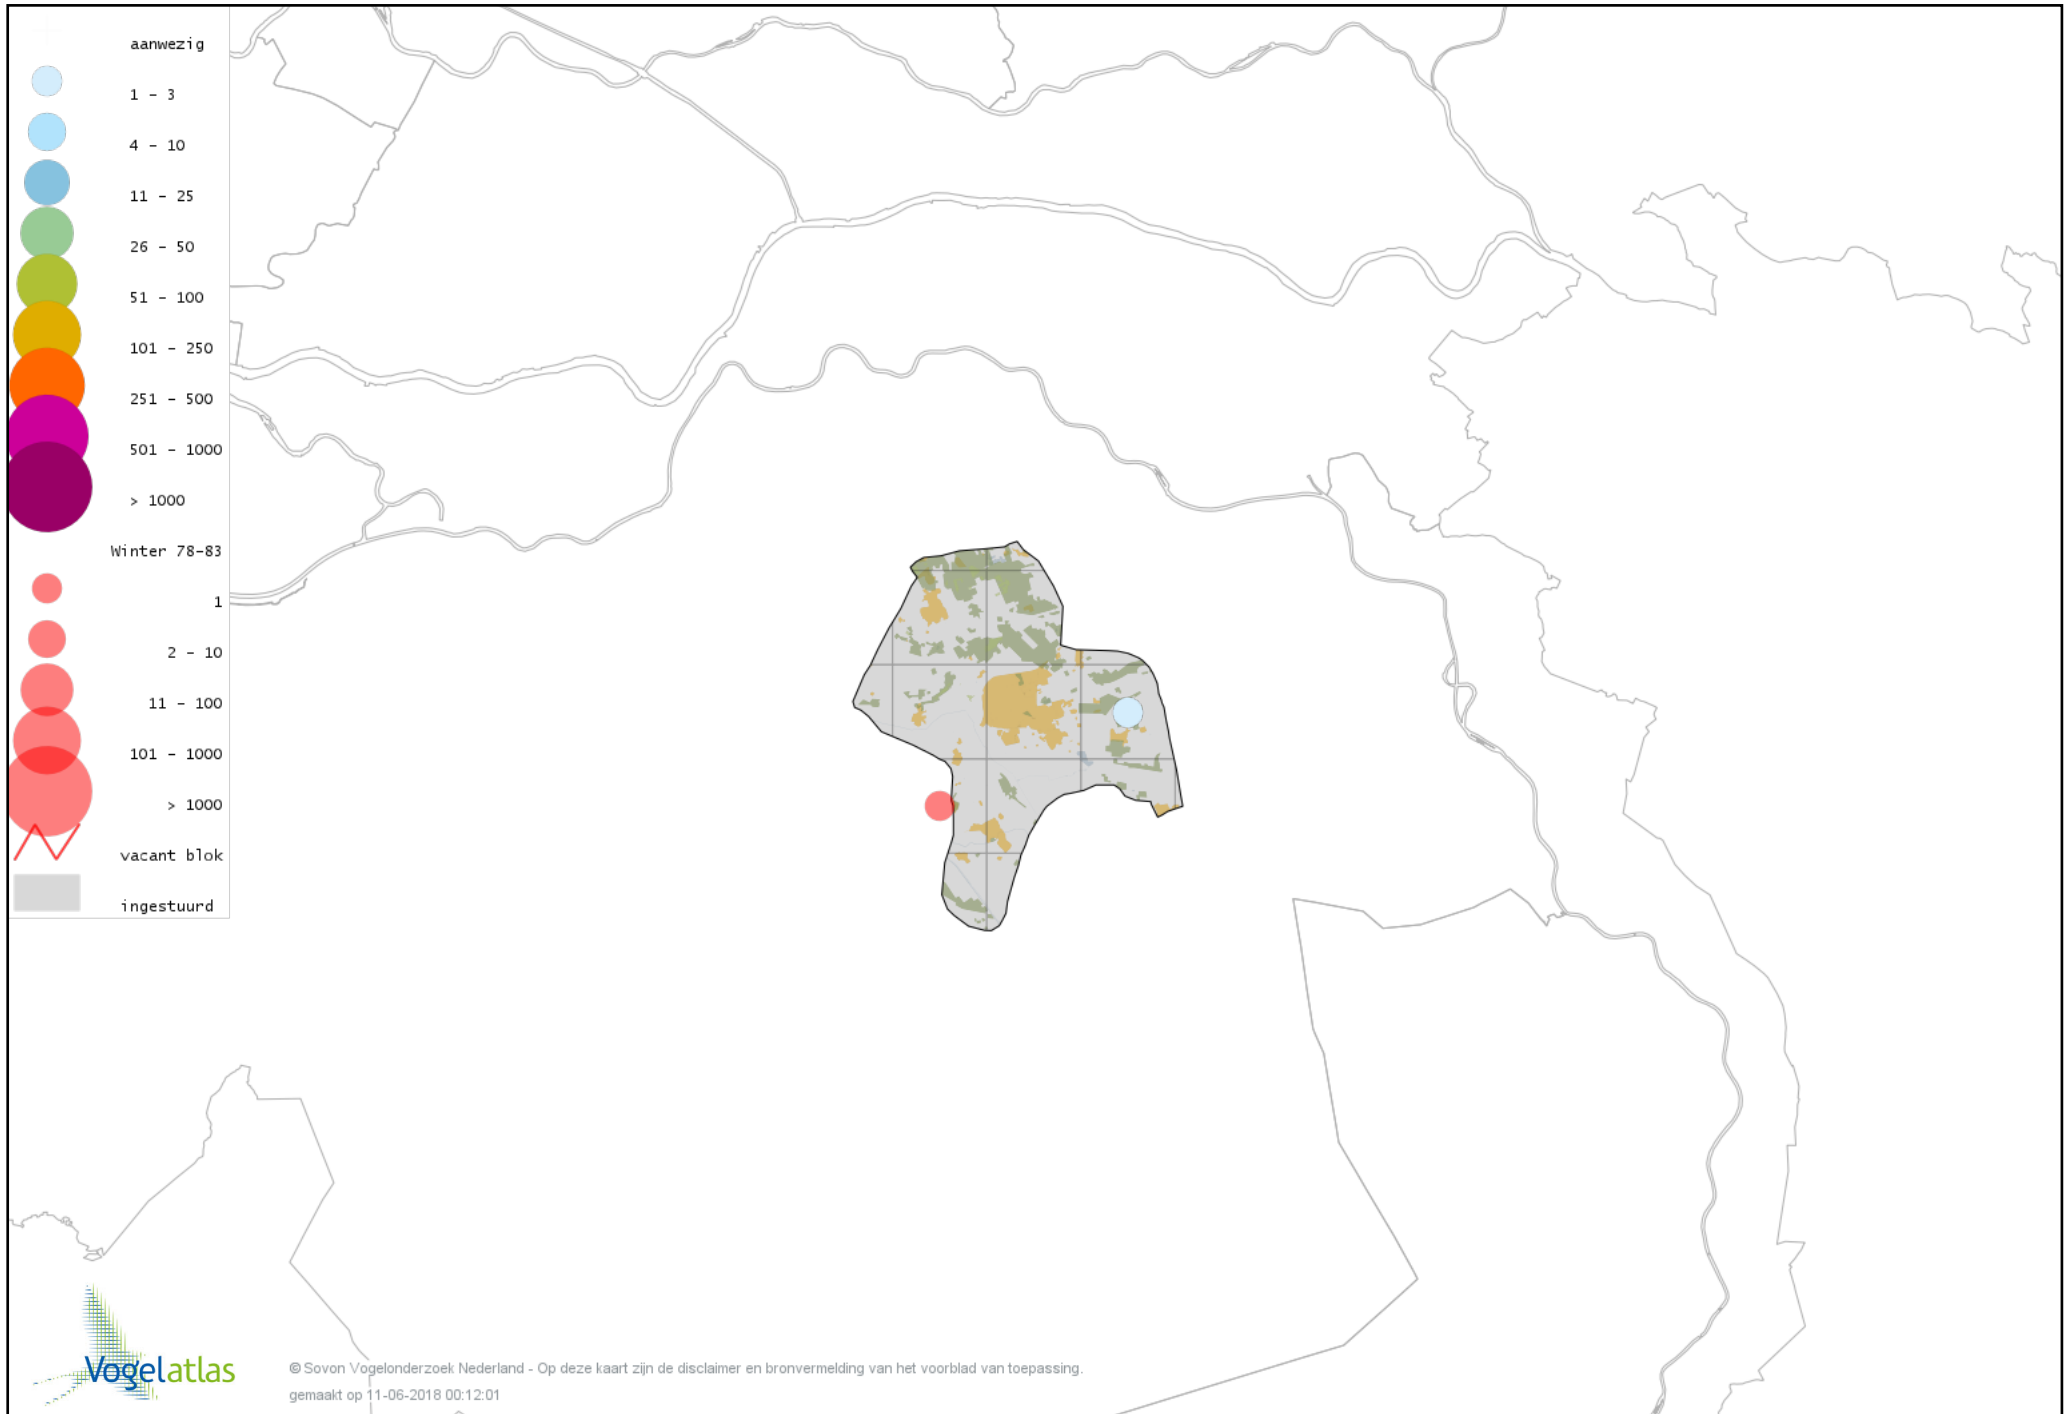 aanwezig
1 - 3
4 - 10
11 - 25
26 - 50
51 - 100
101 - 250
251 - 500
501 - 1000
> 1000
Winter 78-83
1
2 - 10
11 - 100
101 - 1000
> 1000
vacant blok
ingestuurd
Vogelatlas
© Sovon Vogelonderzoek Nederland - Op deze kaart zijn de disclaimer en bronvermelding van het voorblad van toepassing.
gemaakt op 11-06-2018 00:12:01